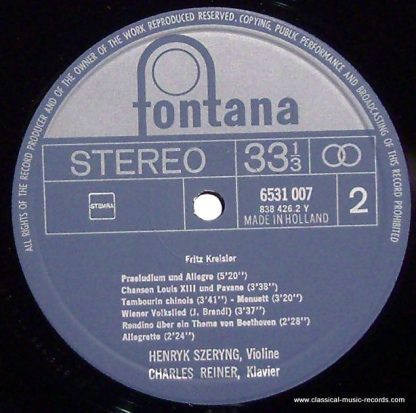 ALL RIGHTS OF THE RECORD PRODUCER AND OF THE OWNER OF THE WORK REPRODUCED RESERVED. COPYING, PUBLIC PERFORMANCE AND BROADCASTING OF THIS RECORD PROHIBITED
fontana
STEREO 33 1/3
STEMRA
6531 007
838 426.2 Y
MADE IN HOLLAND
2
Fritz Kreisler
Praeludium und Allegro (5'20'')
Chanson Louis XIII und Pavane (3'38'')
Tambourin chinois (3'41'') - Menuett (3'20'')
Wiener Volkslied (J. Brandl) (3'37'')
Rondino über ein Thema von Beethoven (2'28'')
Allegretto (2'24'')
HENRYK SZERYNG, Violine
CHARLES REINER, Klavier
www.classical-music-records.com